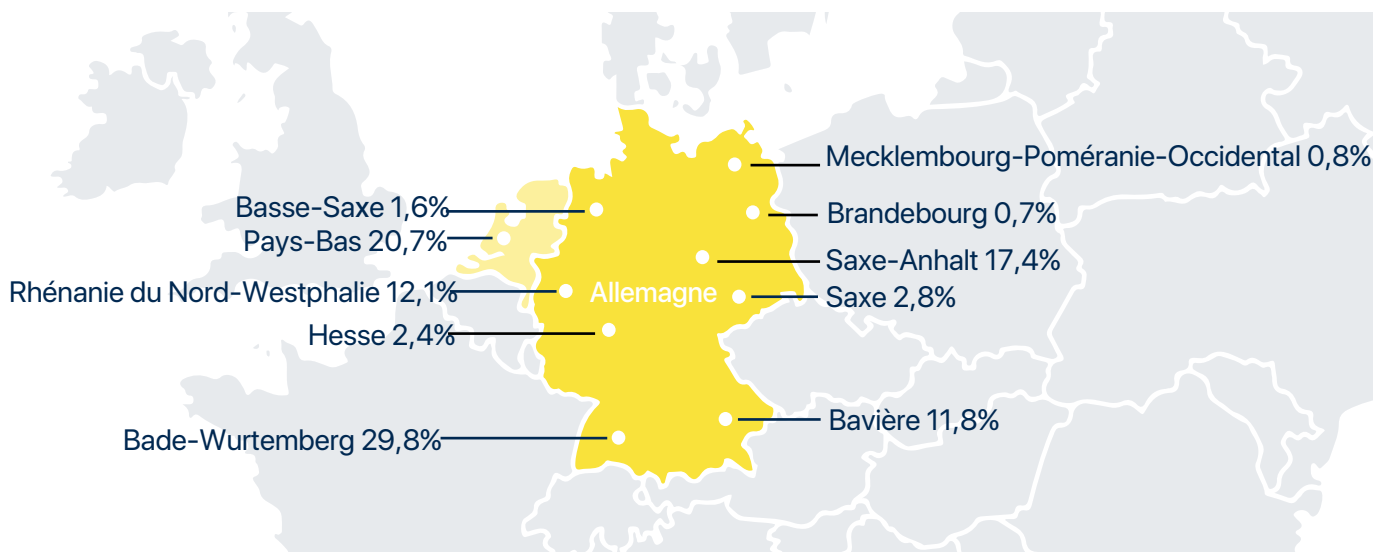 Mecklembourg-Poméranie-Occidental 0,8%
Basse-Saxe 1,6%
Brandebourg 0,7%
Pays-Bas 20,7%
Saxe-Anhalt 17,4%
Rhénanie du Nord-Westphalie 12,1%
Allemagne
Saxe 2,8%
Hesse 2,4%
Bavière 11,8%
Bade-Wurtemberg 29,8%